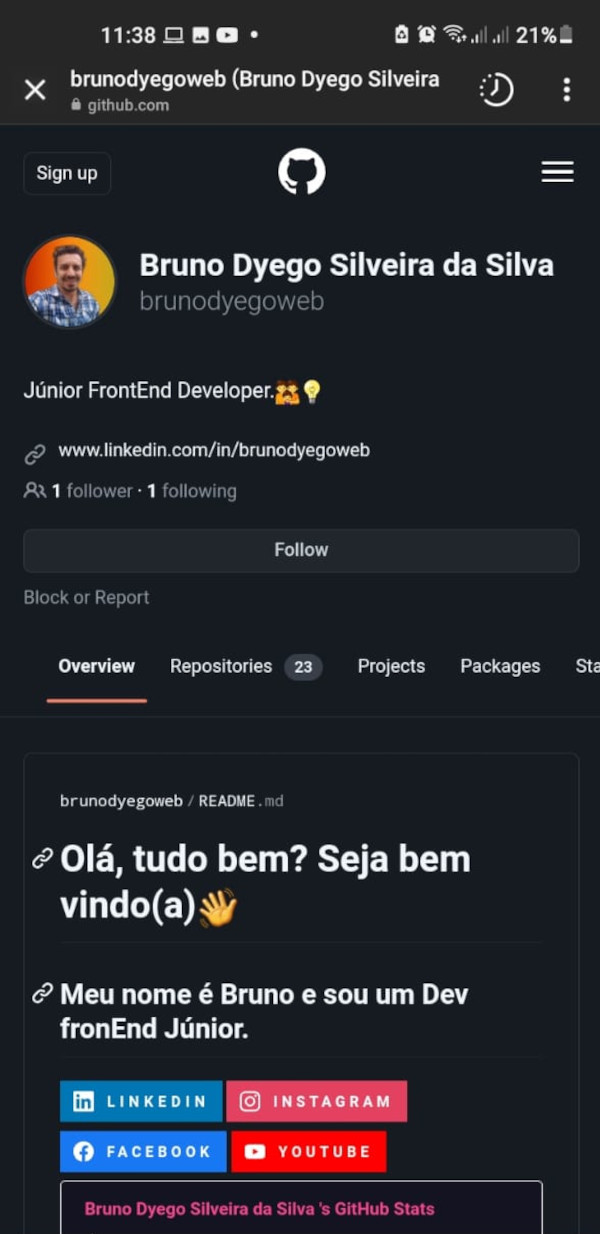 11:38
21%
brunodyegoweb (Bruno Dyego Silveira
github.com
Sign up
Bruno Dyego Silveira da Silva
brunodyegoweb
Júnior FrontEnd Developer.👯💡
www.linkedin.com/in/brunodyegoweb
1 follower · 1 following
Follow
Block or Report
Overview Repositories 23 Projects Packages Sta
brunodyegoweb / README.md
Olá, tudo bem? Seja bem
vindo(a)👋
Meu nome é Bruno e sou um Dev
fronEnd Júnior.
LINKEDIN INSTAGRAM
FACEBOOK YOUTUBE
Bruno Dyego Silveira da Silva 's GitHub Stats